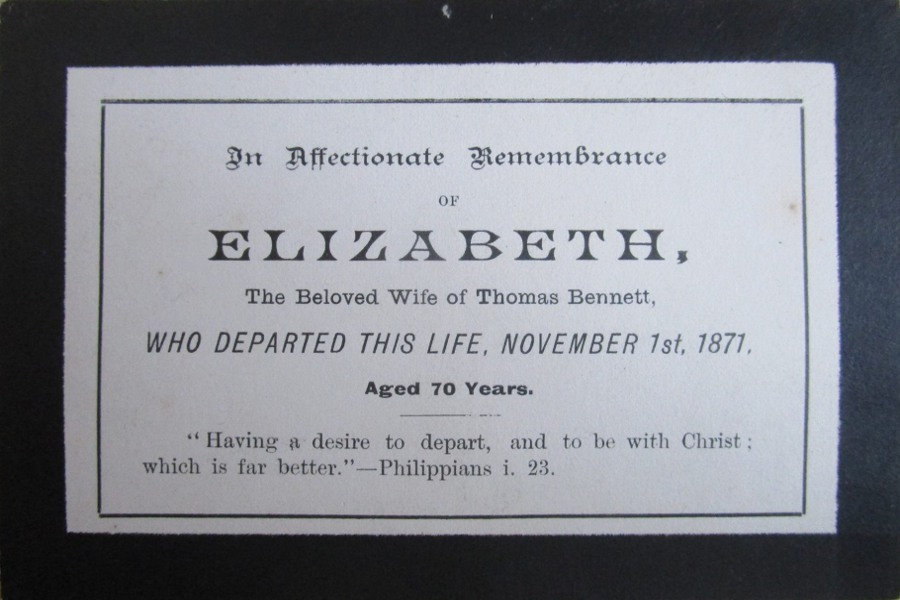 In Affectionate Remembrance
OF
ELIZABETH,
The Beloved Wife of Thomas Bennett,
WHO DEPARTED THIS LIFE, NOVEMBER 1st, 1871,
Aged 70 Years.
"Having a desire to depart, and to be with Christ;
which is far better."—Philippians i. 23.